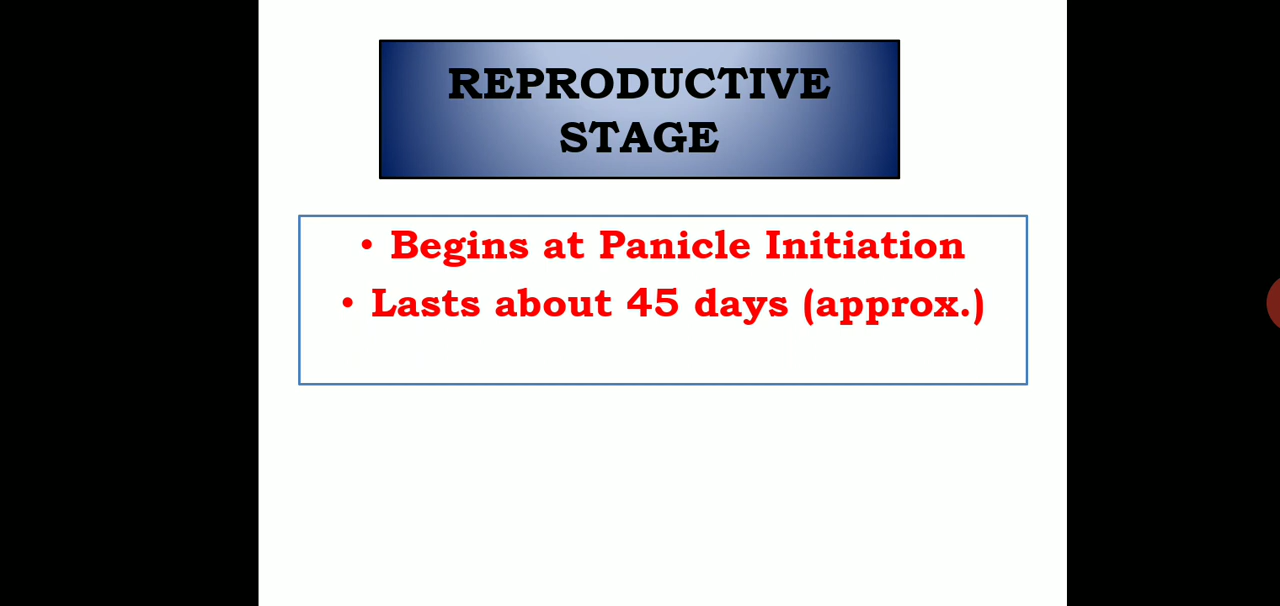 REPRODUCTIVE
STAGE
• Begins at Panicle Initiation
• Lasts about 45 days (approx.)